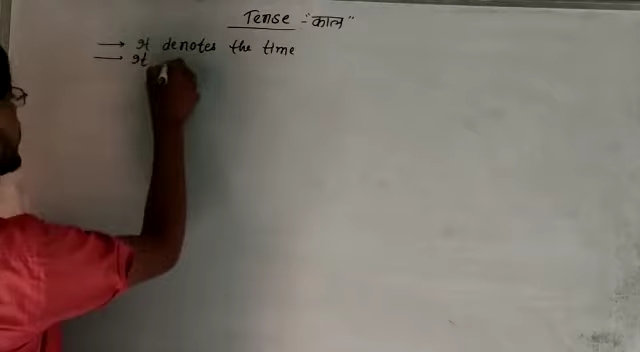 Tense - "काल"
→ It denotes the time
→ It